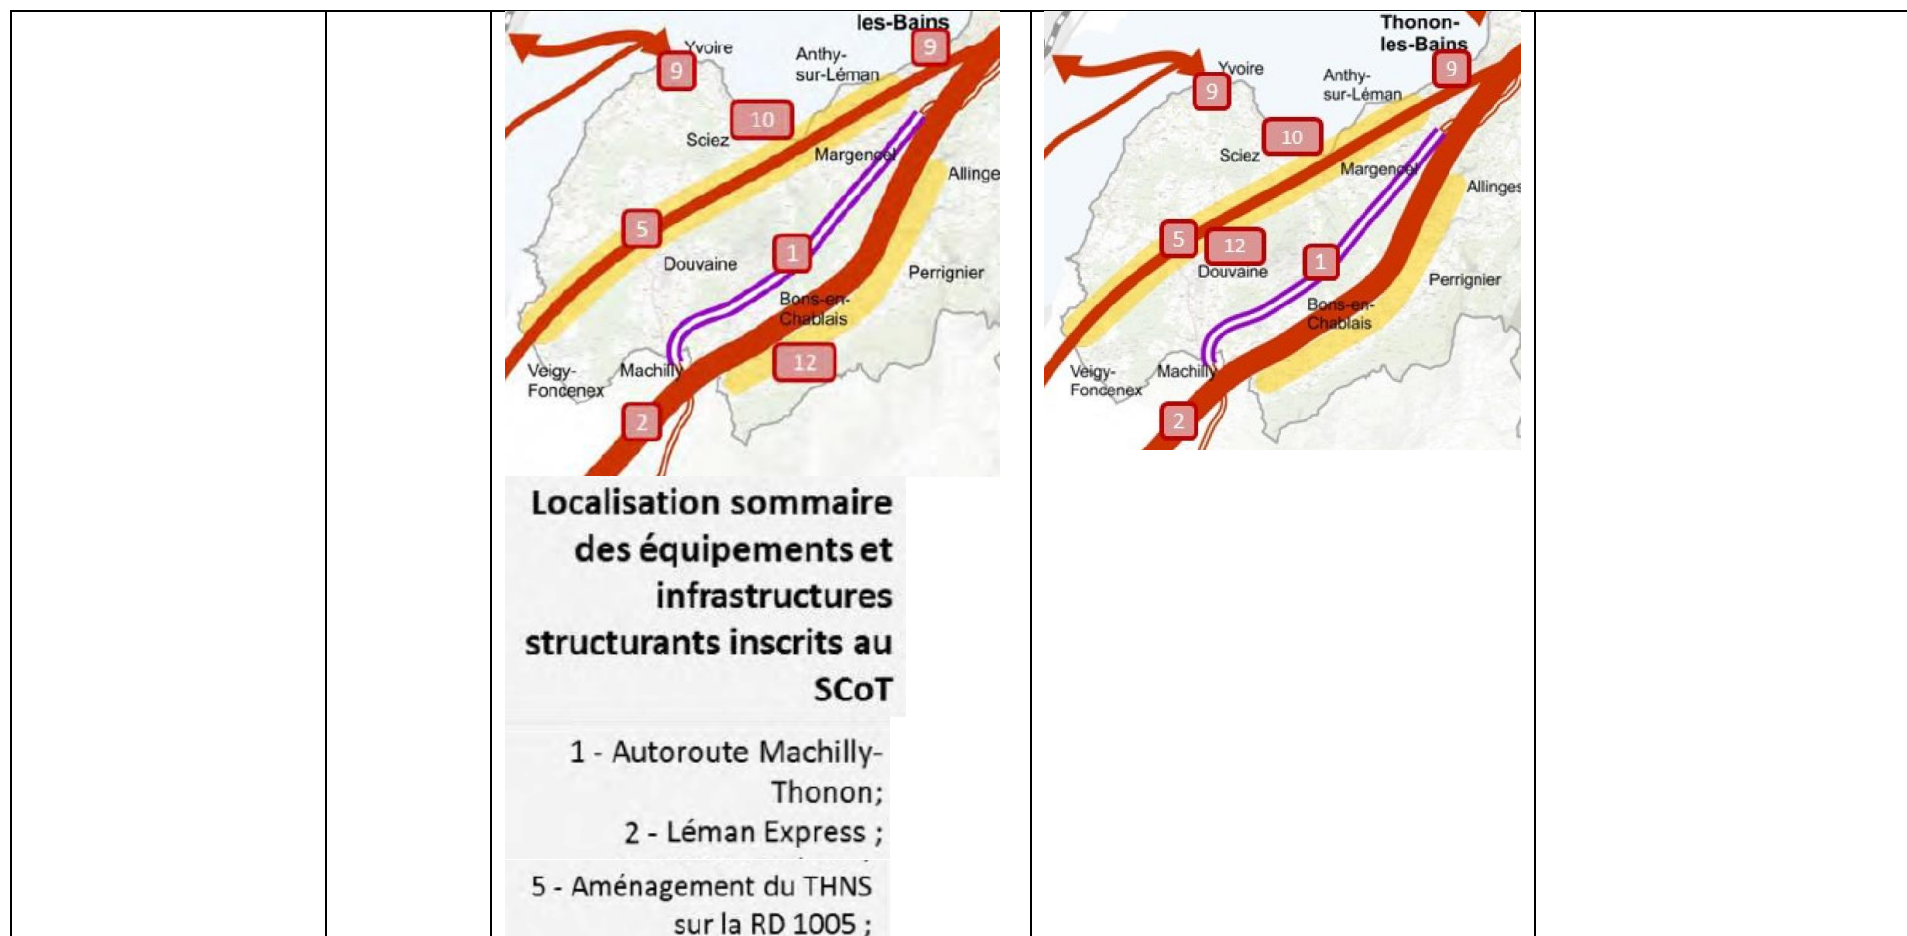 les-Bains
9
Yvoire
9
Anthy-
sur-Léman
10
Sciez
Margencel
Allinge
5
1
Douvaine
Perrignier
Bons-en-
Chablais
12
Veigy-
Foncenex
Machilly
2
Thonon-
les-Bains
9
Yvoire
9
Anthy-
sur-Léman
10
Sciez
Margencel
Allinges
5
12
1
Douvaine
Perrignier
Bons-en-
Chablais
Veigy-
Foncenex
Machilly
2
Localisation sommaire
des équipements et
infrastructures
structurants inscrits au
SCoT
1 - Autoroute Machilly-
Thonon;
2 - Léman Express ;
5 - Aménagement du THNS
sur la RD 1005 ;